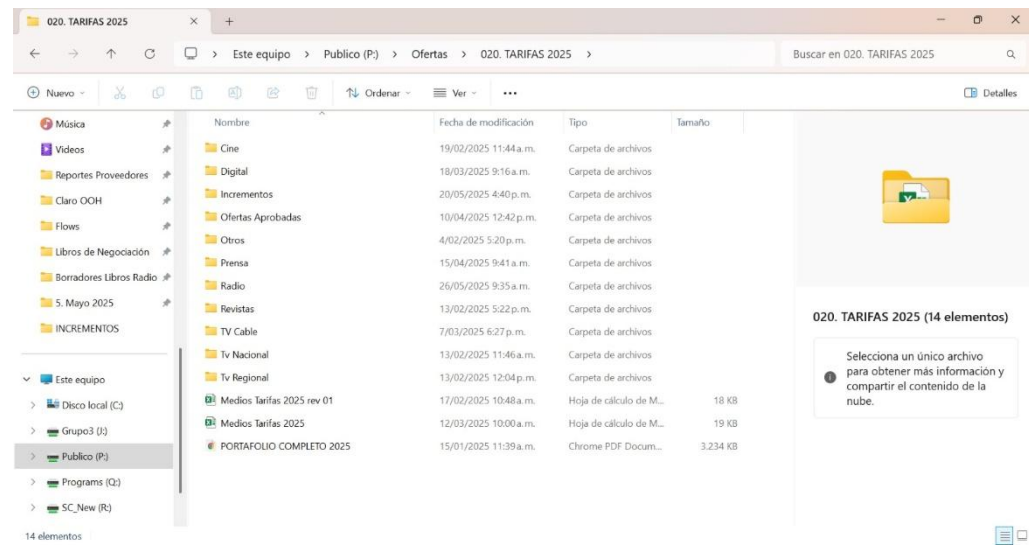 020. TARIFAS 2025
Este equipo > Publico (P:) > Ofertas > 020. TARIFAS 2025 >
Buscar en 020. TARIFAS 2025
Nuevo
Ordenar
Ver
Detalles
Música
Videos
Reportes Proveedores
Claro OOH
Flows
Libros de Negociación
Borradores Libros Radio
5. Mayo 2025
INCREMENTOS
Este equipo
Disco local (C:)
Grupo3 (J:)
Publico (P:)
Programs (Q:)
SC_New (R:)
Nombre Fecha de modificación Tipo Tamaño
Cine 19/02/2025 11:44 a. m. Carpeta de archivos
Digital 18/03/2025 9:16 a. m. Carpeta de archivos
Incrementos 20/05/2025 4:40 p. m. Carpeta de archivos
Ofertas Aprobadas 10/04/2025 12:42 p. m. Carpeta de archivos
Otros 4/02/2025 5:20 p. m. Carpeta de archivos
Prensa 15/04/2025 9:41 a. m. Carpeta de archivos
Radio 26/05/2025 9:35 a. m. Carpeta de archivos
Revistas 13/02/2025 5:22 p. m. Carpeta de archivos
TV Cable 7/03/2025 6:27 p. m. Carpeta de archivos
Tv Nacional 13/02/2025 11:46 a. m. Carpeta de archivos
Tv Regional 13/02/2025 12:04 p. m. Carpeta de archivos
Medios Tarifas 2025 rev 01 17/02/2025 10:48 a. m. Hoja de cálculo de M... 18 KB
Medios Tarifas 2025 12/03/2025 10:00 a. m. Hoja de cálculo de M... 19 KB
PORTAFOLIO COMPLETO 2025 15/01/2025 11:39 a. m. Chrome PDF Docum... 3.234 KB
020. TARIFAS 2025 (14 elementos)
Selecciona un único archivo
para obtener más información y
compartir el contenido de la
nube.
14 elementos